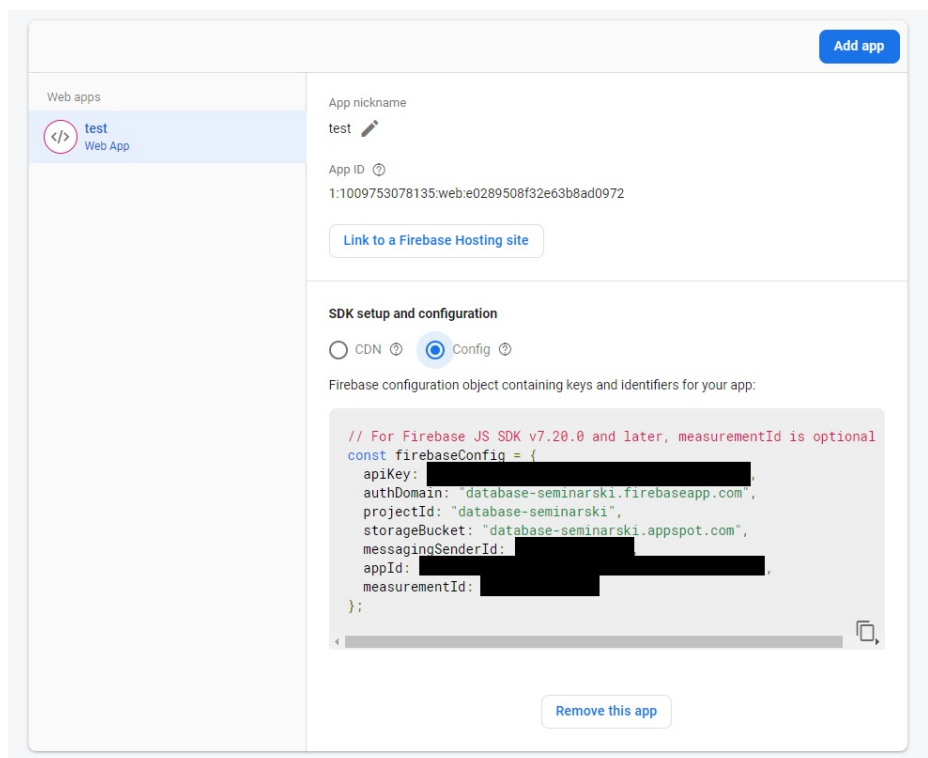 Add app
Web apps
test
Web App
App nickname
test
App ID
1:1009753078135:web:e0289508f32e63b8ad0972
Link to a Firebase Hosting site
SDK setup and configuration
CDN Config
Firebase configuration object containing keys and identifiers for your app:
// For Firebase JS SDK v7.20.0 and later, measurementId is optional
const firebaseConfig = {
apiKey: ,
authDomain: "database-seminarski.firebaseapp.com",
projectId: "database-seminarski",
storageBucket: "database-seminarski.appspot.com",
messagingSenderId: ,
appId: ,
measurementId:
};
Remove this app